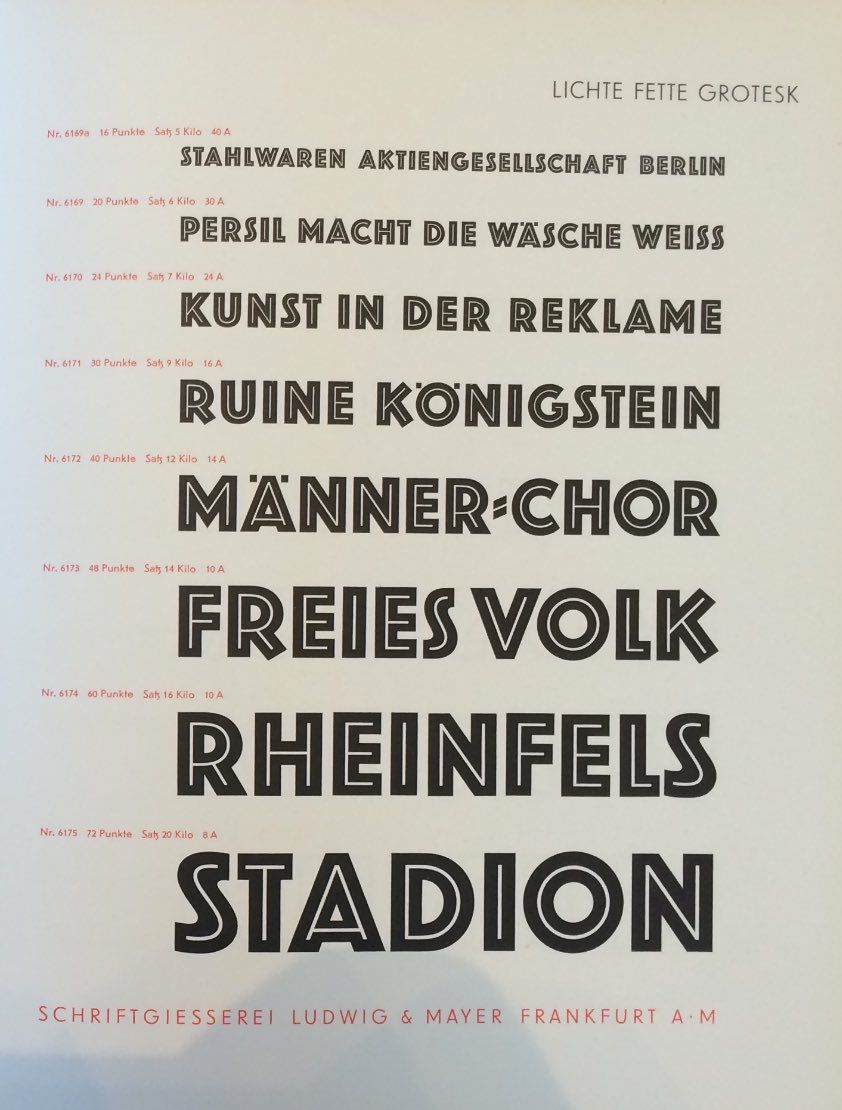 LICHTE FETTE GROTESK
Nr. 6169a 16 Punkte Satz 5 Kilo 40 A
STAHLWAREN AKTIENGESELLSCHAFT BERLIN
Nr. 6169 20 Punkte Satz 6 Kilo 30 A
PERSIL MACHT DIE WÄSCHE WEISS
Nr. 6170 24 Punkte Satz 7 Kilo 24 A
KUNST IN DER REKLAME
Nr. 6171 30 Punkte Satz 9 Kilo 16 A
RUINE KÖNIGSTEIN
Nr. 6172 40 Punkte Satz 12 Kilo 14 A
MÄNNER-CHOR
Nr. 6173 48 Punkte Satz 14 Kilo 10 A
FREIES VOLK
Nr. 6174 60 Punkte Satz 16 Kilo 10 A
RHEINFELS
Nr. 6175 72 Punkte Satz 20 Kilo 8 A
STADION
SCHRIFTGIESSEREI LUDWIG & MAYER FRANKFURT A·M